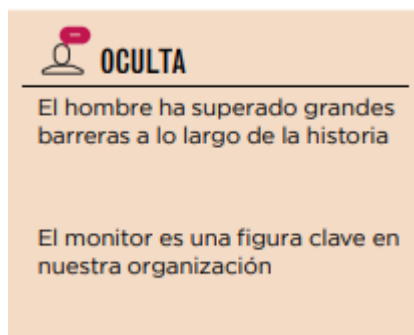 OCULTA
El hombre ha superado grandes
barreras a lo largo de la historia
El monitor es una figura clave en
nuestra organización